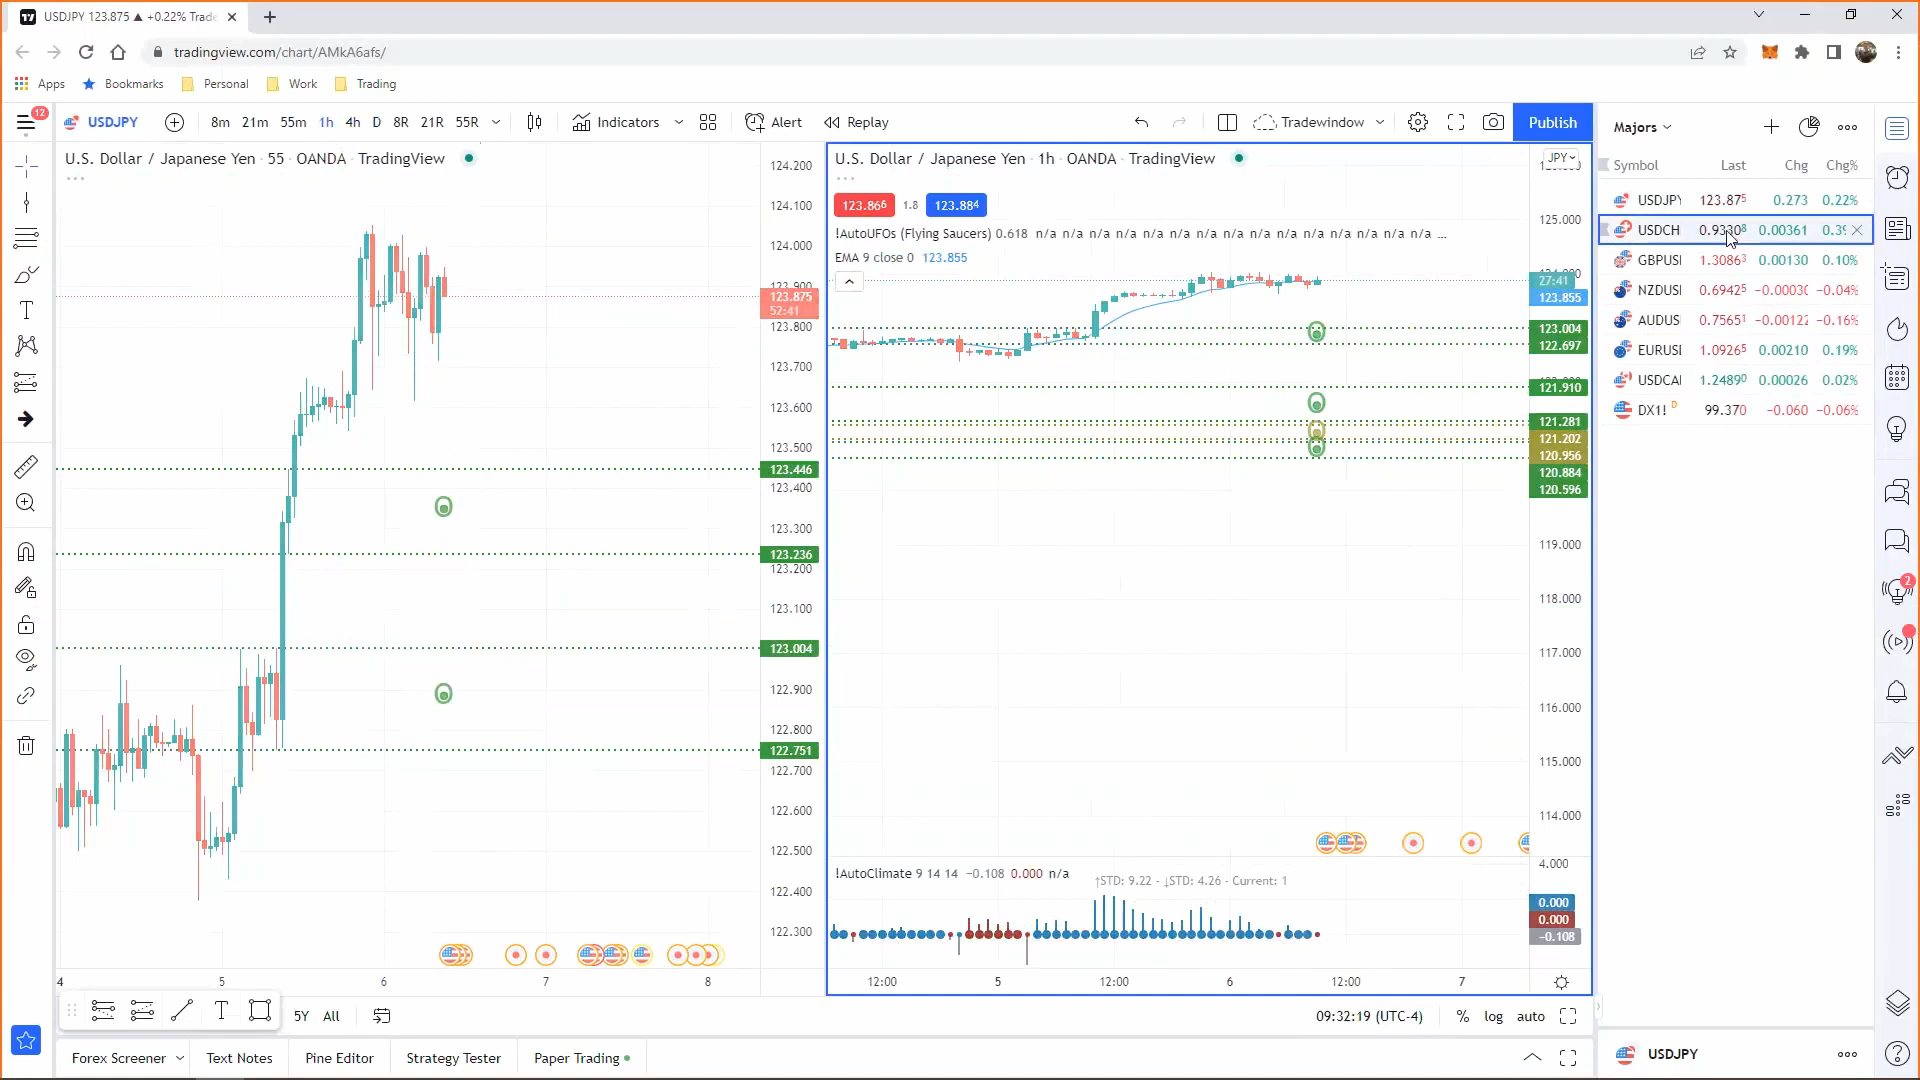 USDJPY 123.875 ▲ +0.22% Trade
tradingview.com/chart/AMkA6afs/
Apps Bookmarks Personal Work Trading
12
USDJPY 8m 21m 55m 1h 4h D 8R 21R 55R Indicators Alert Replay Tradewindow Publish
U.S. Dollar / Japanese Yen · 55 · OANDA · TradingView
124.200
124.100
124.000
123.875
52:41
123.800
123.700
123.600
123.500
123.446
123.400
123.300
123.236
123.200
123.100
123.004
122.900
122.800
122.751
122.700
122.600
122.500
122.400
122.300
4 5 6 7 8
U.S. Dollar / Japanese Yen · 1h · OANDA · TradingView
JPY
123.866 1.8 123.884
!AutoUFOs (Flying Saucers) 0.618 n/a n/a n/a n/a n/a n/a n/a n/a n/a n/a n/a n/a n/a n/a n/a ...
EMA 9 close 0 123.855
125.000
27:41
123.855
123.004
122.697
121.910
121.281
121.202
120.956
120.884
120.596
119.000
118.000
117.000
116.000
115.000
114.000
4.000
!AutoClimate 9 14 14 −0.108 0.000 n/a
↑STD: 9.22 - ↓STD: 4.26 - Current: 1
0.000
0.000
−0.108
12:00 5 12:00 6 12:00 7
5Y All
09:32:19 (UTC-4) % log auto
Forex Screener Text Notes Pine Editor Strategy Tester Paper Trading
Majors
Symbol Last Chg Chg%
USDJPY 123.875 0.273 0.22%
USDCH 0.93308 0.00361 0.39
GBPUSI 1.30863 0.00130 0.10%
NZDUSI 0.69425 −0.00030 −0.04%
AUDUSI 0.75651 −0.00122 −0.16%
EURUSI 1.09265 0.00210 0.19%
USDCAI 1.24890 0.00026 0.02%
DX1! D 99.370 −0.060 −0.06%
2
USDJPY